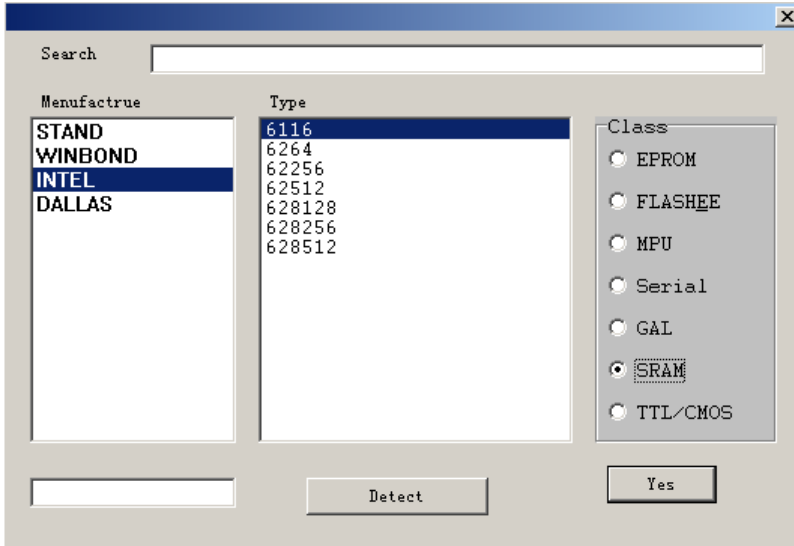 Search
Menufactrue
STAND
WINBOND
INTEL
DALLAS
Type
6116
6264
62256
62512
628128
628256
628512
Class
EPROM
FLASHEE
MPU
Serial
GAL
SRAM
TTL/CMOS
Detect
Yes